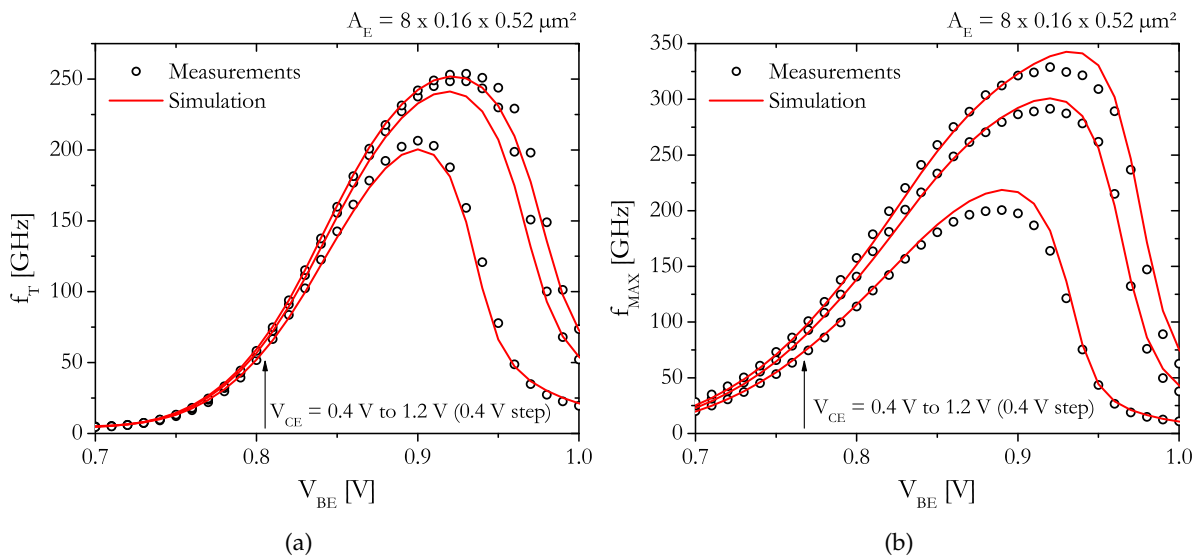 A_E = 8 x 0.16 x 0.52 µm²
Measurements
Simulation
f_T [GHz]
250
200
150
100
50
0
V_CE = 0.4 V to 1.2 V (0.4 V step)
0.7 0.8 0.9 1.0
V_BE [V]
(a)
A_E = 8 x 0.16 x 0.52 µm²
Measurements
Simulation
f_MAX [GHz]
350
300
250
200
150
100
50
0
V_CE = 0.4 V to 1.2 V (0.4 V step)
0.7 0.8 0.9 1.0
V_BE [V]
(b)